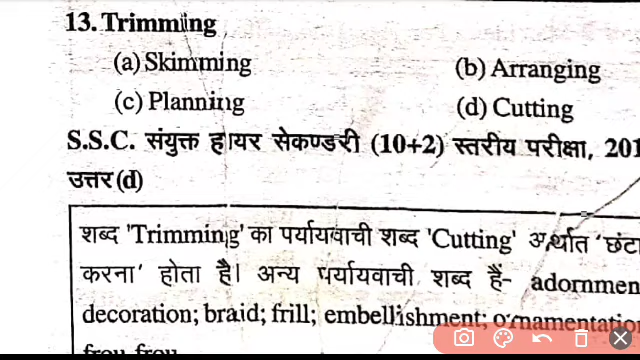 13. Trimming
(a) Skimming (b) Arranging
(c) Planning (d) Cutting
S.S.C. संयुक्त हायर सेकण्डरी (10+2) स्तरीय परीक्षा, 201
उत्तर (d)
शब्द 'Trimming' का पर्यायवाची शब्द 'Cutting' अर्थात 'छंटा
करना' होता है। अन्य पर्यायवाची शब्द हैं- adornmen
decoration; braid; frill; embellishment; ornamentatio